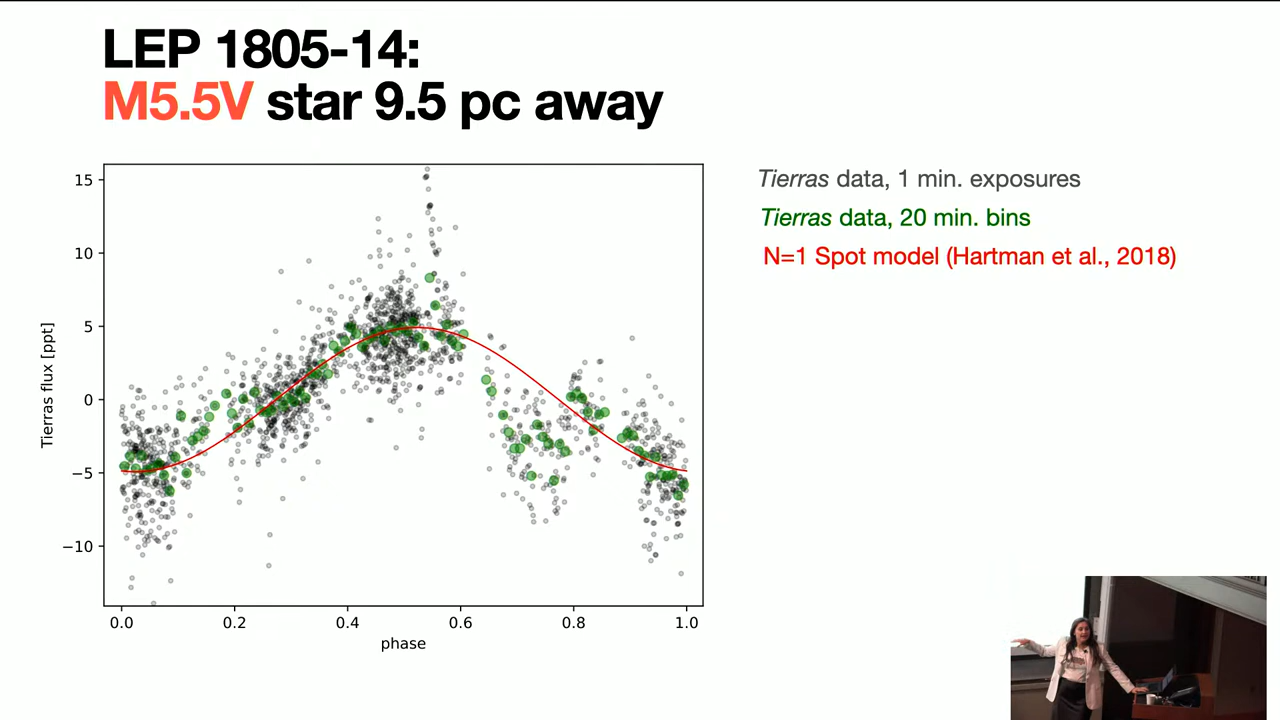 LEP 1805-14:
M5.5V star 9.5 pc away
Tierras data, 1 min. exposures
Tierras data, 20 min. bins
N=1 Spot model (Hartman et al., 2018)
Tierras flux [ppt]
15
10
5
0
−5
−10
0.0 0.2 0.4 0.6 0.8 1.0
phase